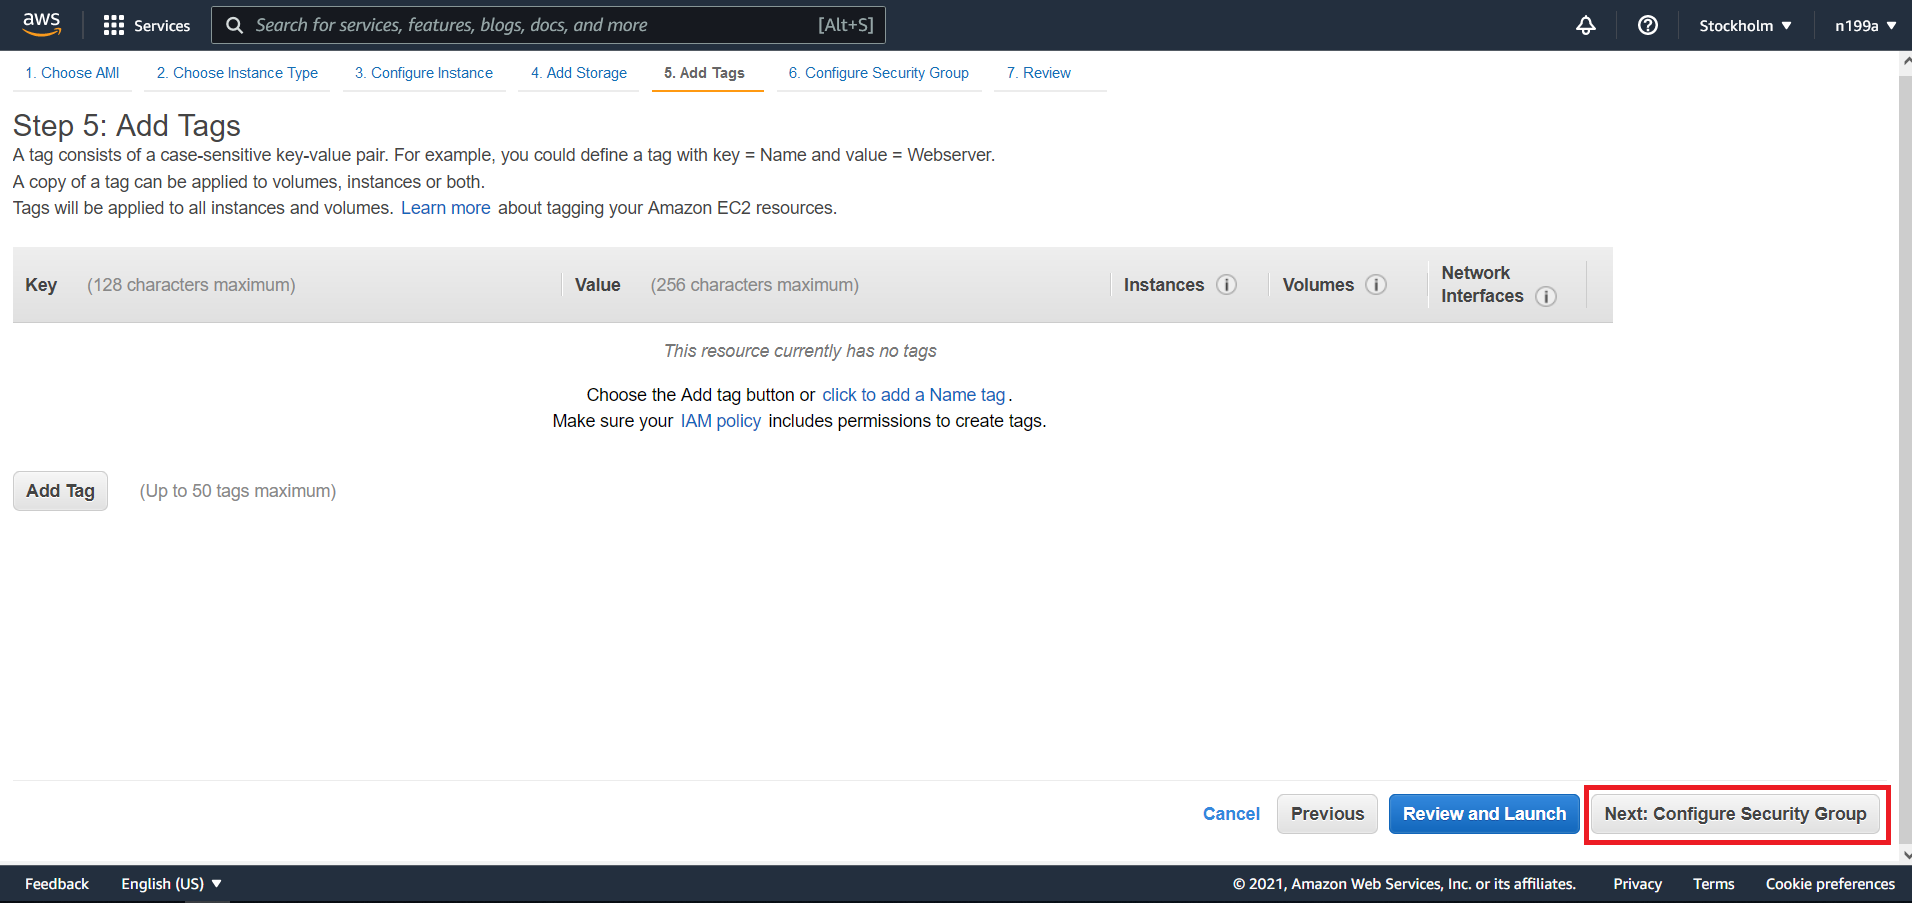 aws
Services
Search for services, features, blogs, docs, and more
[Alt+S]
Stockholm
n199a
1. Choose AMI
2. Choose Instance Type
3. Configure Instance
4. Add Storage
5. Add Tags
6. Configure Security Group
7. Review
Step 5: Add Tags
A tag consists of a case-sensitive key-value pair. For example, you could define a tag with key = Name and value = Webserver.
A copy of a tag can be applied to volumes, instances or both.
Tags will be applied to all instances and volumes. Learn more about tagging your Amazon EC2 resources.
Key (128 characters maximum)
Value (256 characters maximum)
Instances
Volumes
Network
Interfaces
This resource currently has no tags
Choose the Add tag button or click to add a Name tag.
Make sure your IAM policy includes permissions to create tags.
Add Tag
(Up to 50 tags maximum)
Cancel
Previous
Review and Launch
Next: Configure Security Group
Feedback
English (US)
© 2021, Amazon Web Services, Inc. or its affiliates.
Privacy
Terms
Cookie preferences